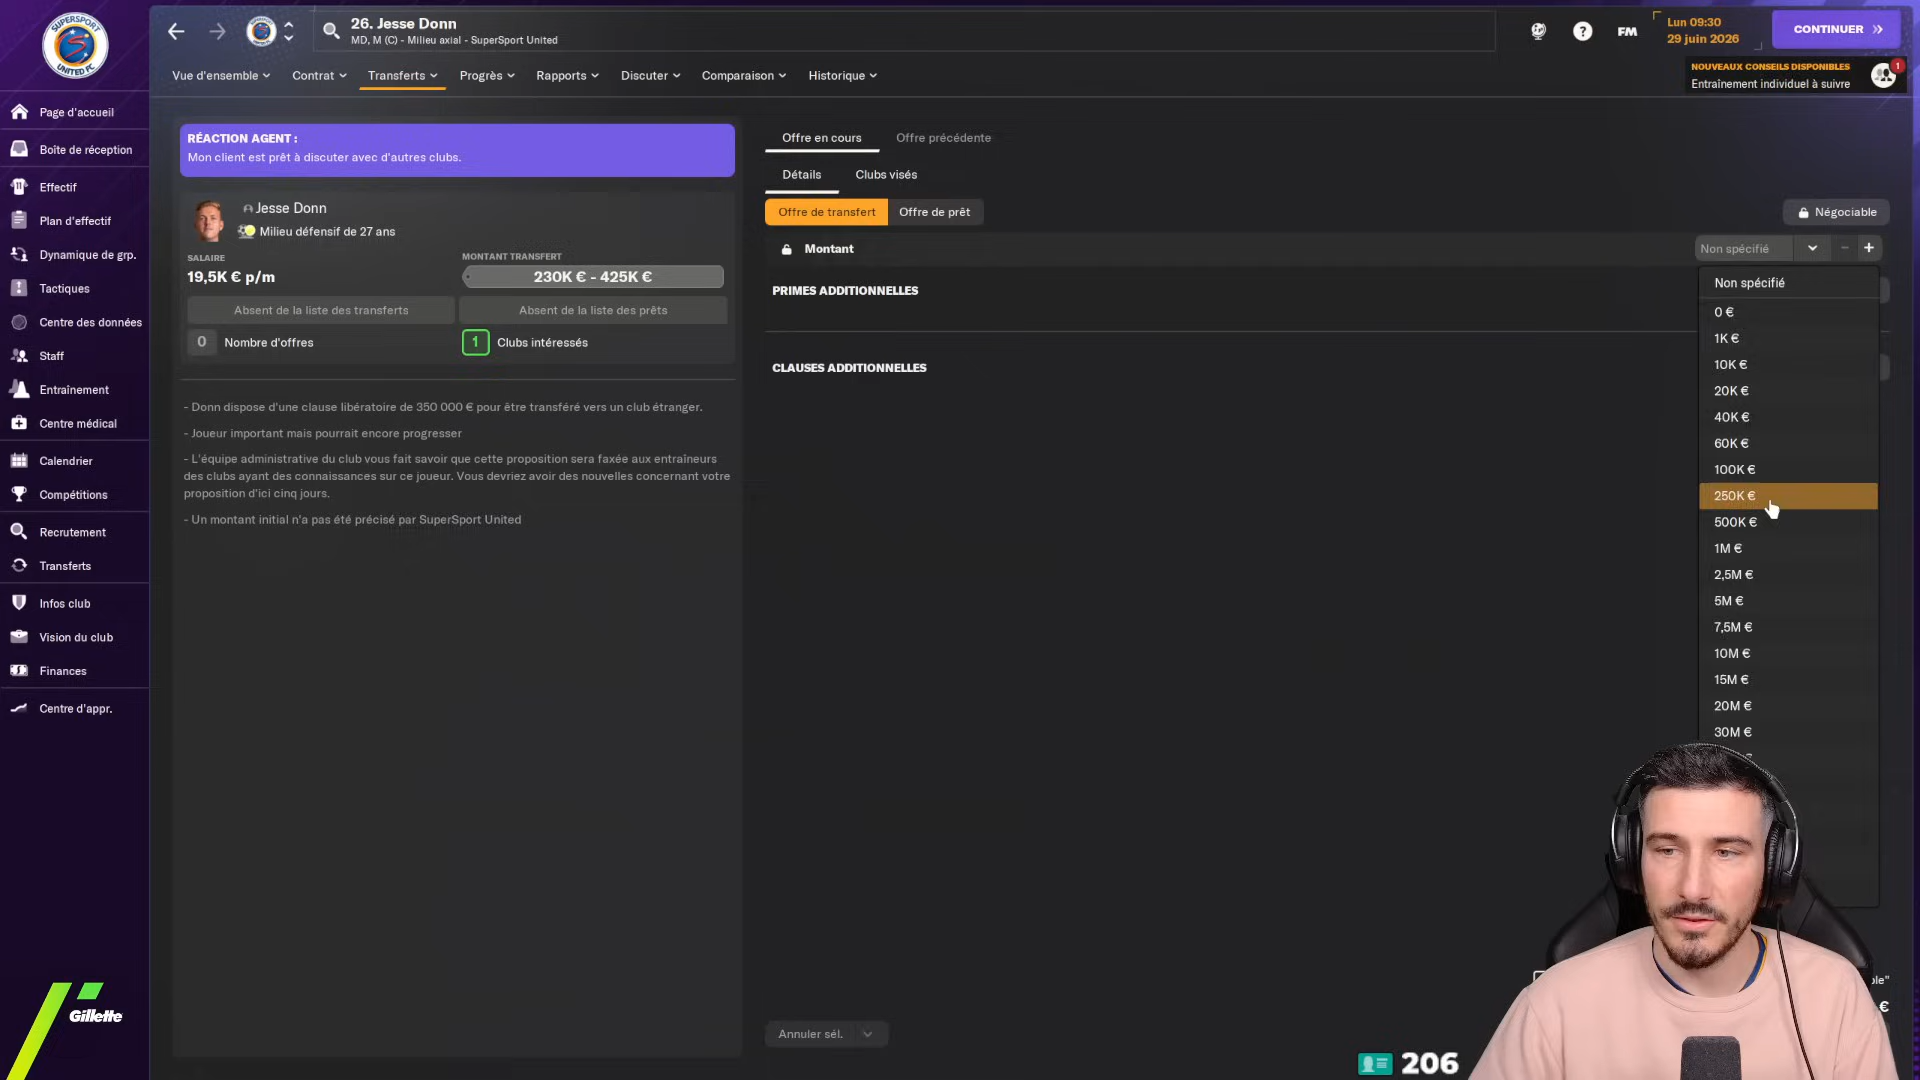 SUPERSPORT
UNITED FC
26. Jesse Donn
MD, M (C) - Milieu axial - SuperSport United
FM
Lun 09:30
29 juin 2026
CONTINUER
Vue d'ensemble
Contrat
Transferts
Progrès
Rapports
Discuter
Comparaison
Historique
NOUVEAUX CONSEILS DISPONIBLES
Entraînement individuel à suivre
1
Page d'accueil
Boîte de réception
Effectif
Plan d'effectif
Dynamique de grp.
Tactiques
Centre des données
Staff
Entraînement
Centre médical
Calendrier
Compétitions
Recrutement
Transferts
Infos club
Vision du club
Finances
Centre d'appr.
Gillette
RÉACTION AGENT :
Mon client est prêt à discuter avec d'autres clubs.
Jesse Donn
Milieu défensif de 27 ans
SALAIRE
19,5K € p/m
MONTANT TRANSFERT
230K € - 425K €
Absent de la liste des transferts
Absent de la liste des prêts
0 Nombre d'offres
1 Clubs intéressés
- Donn dispose d'une clause libératoire de 350 000 € pour être transféré vers un club étranger.
- Joueur important mais pourrait encore progresser
- L'équipe administrative du club vous fait savoir que cette proposition sera faxée aux entraîneurs
des clubs ayant des connaissances sur ce joueur. Vous devriez avoir des nouvelles concernant votre
proposition d'ici cinq jours.
- Un montant initial n'a pas été précisé par SuperSport United
Offre en cours
Offre précédente
Détails
Clubs visés
Offre de transfert
Offre de prêt
Négociable
Montant
Non spécifié
PRIMES ADDITIONNELLES
CLAUSES ADDITIONNELLES
Non spécifié
0 €
1K €
10K €
20K €
40K €
60K €
100K €
250K €
500K €
1M €
2,5M €
5M €
7,5M €
10M €
15M €
20M €
30M €
Annuler sél.
206